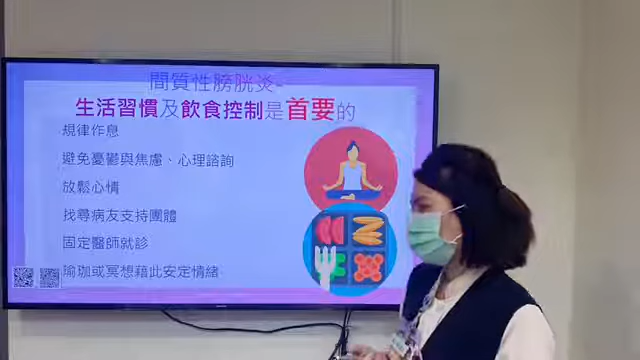 間質性膀胱炎-
生活習慣及飲食控制是首要的
規律作息
避免憂鬱與焦慮、心理諮詢
放鬆心情
找尋病友支持團體
固定醫師就診
瑜珈或冥想藉此安定情緒